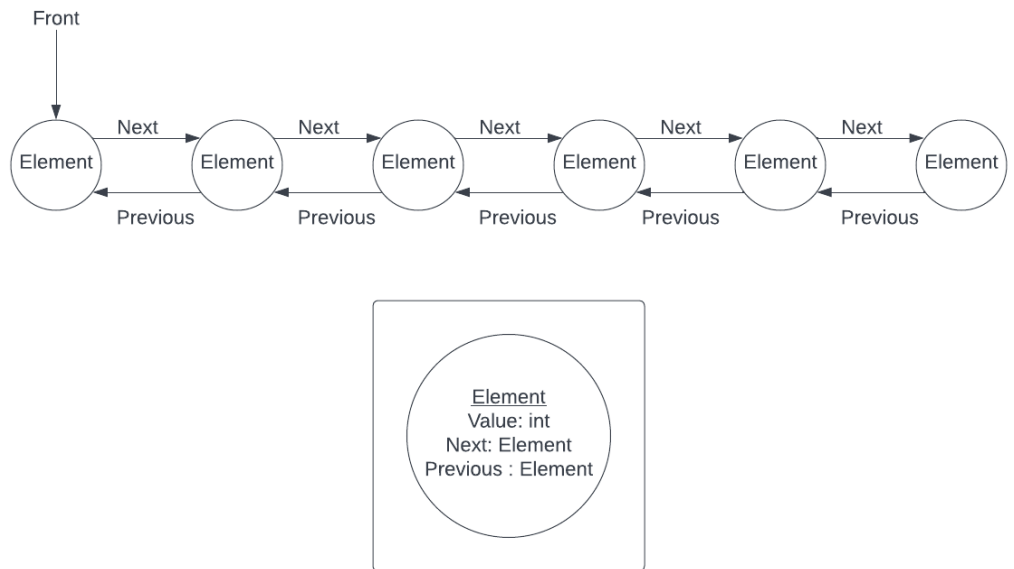 Front
Next Next Next Next Next
Element Element Element Element Element Element
Previous Previous Previous Previous Previous
Element
Value: int
Next: Element
Previous : Element